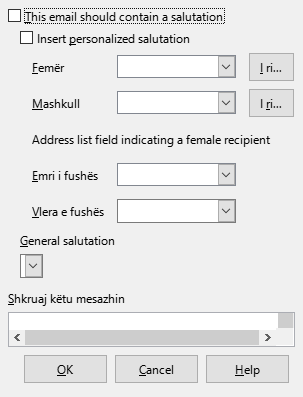 This email should contain a salutation
Insert personalized salutation
Femër
I ri...
Mashkull
I ri...
Address list field indicating a female recipient
Emri i fushës
Vlera e fushës
General salutation
Shkruaj këtu mesazhin
OK Cancel Help